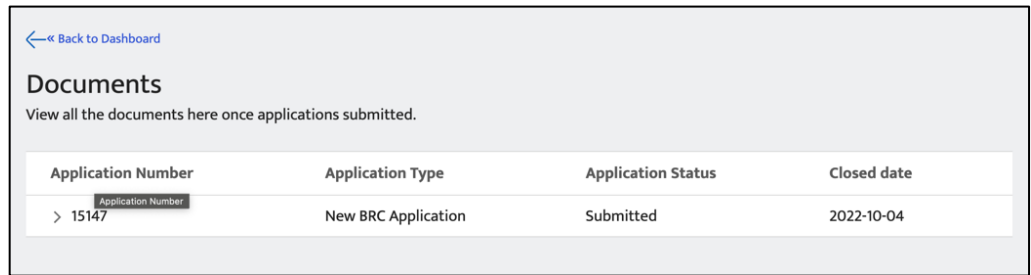 « Back to Dashboard
Documents
View all the documents here once applications submitted.
Application Number Application Type Application Status Closed date
Application Number
15147 New BRC Application Submitted 2022-10-04